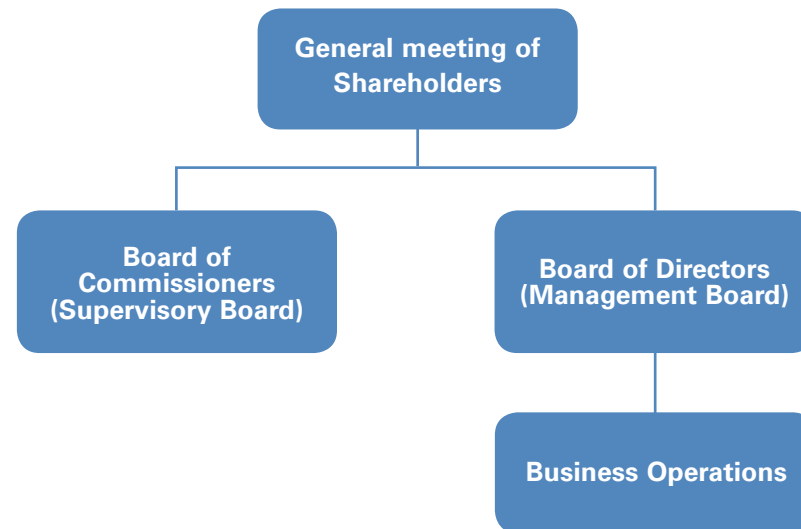 General meeting of
Shareholders
Board of
Commissioners
(Supervisory Board)
Board of Directors
(Management Board)
Business Operations